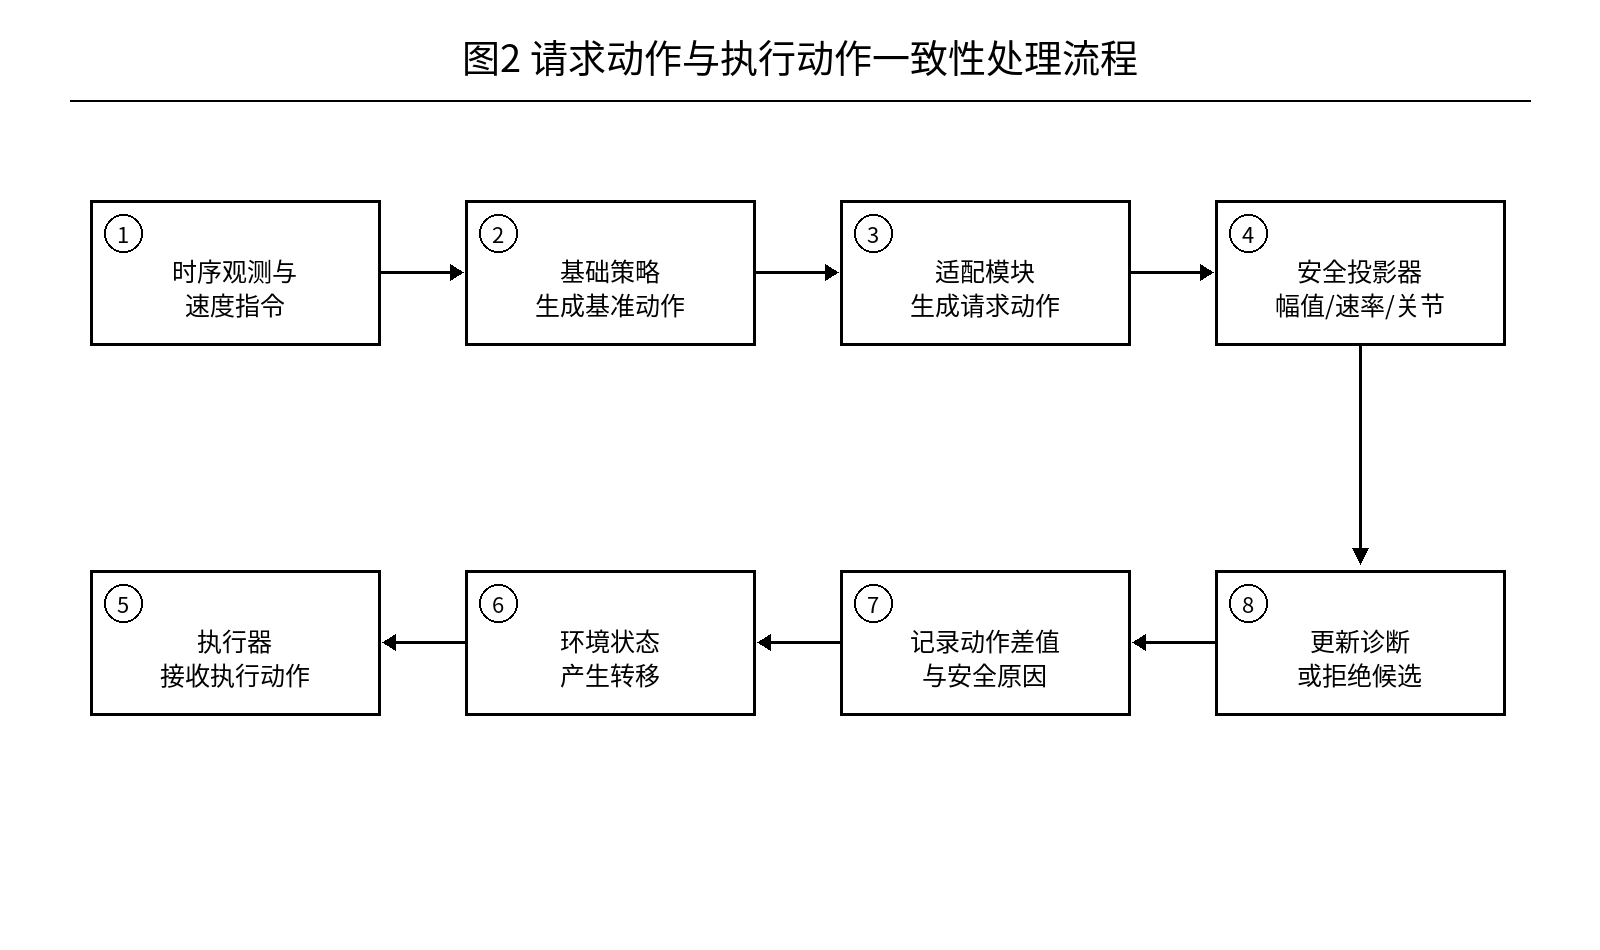 图2 请求动作与执行动作一致性处理流程
1
时序观测与
速度指令
2
基础策略
生成基准动作
3
适配模块
生成请求动作
4
安全投影器
幅值/速率/关节
5
执行器
接收执行动作
6
环境状态
产生转移
7
记录动作差值
与安全原因
8
更新诊断
或拒绝候选